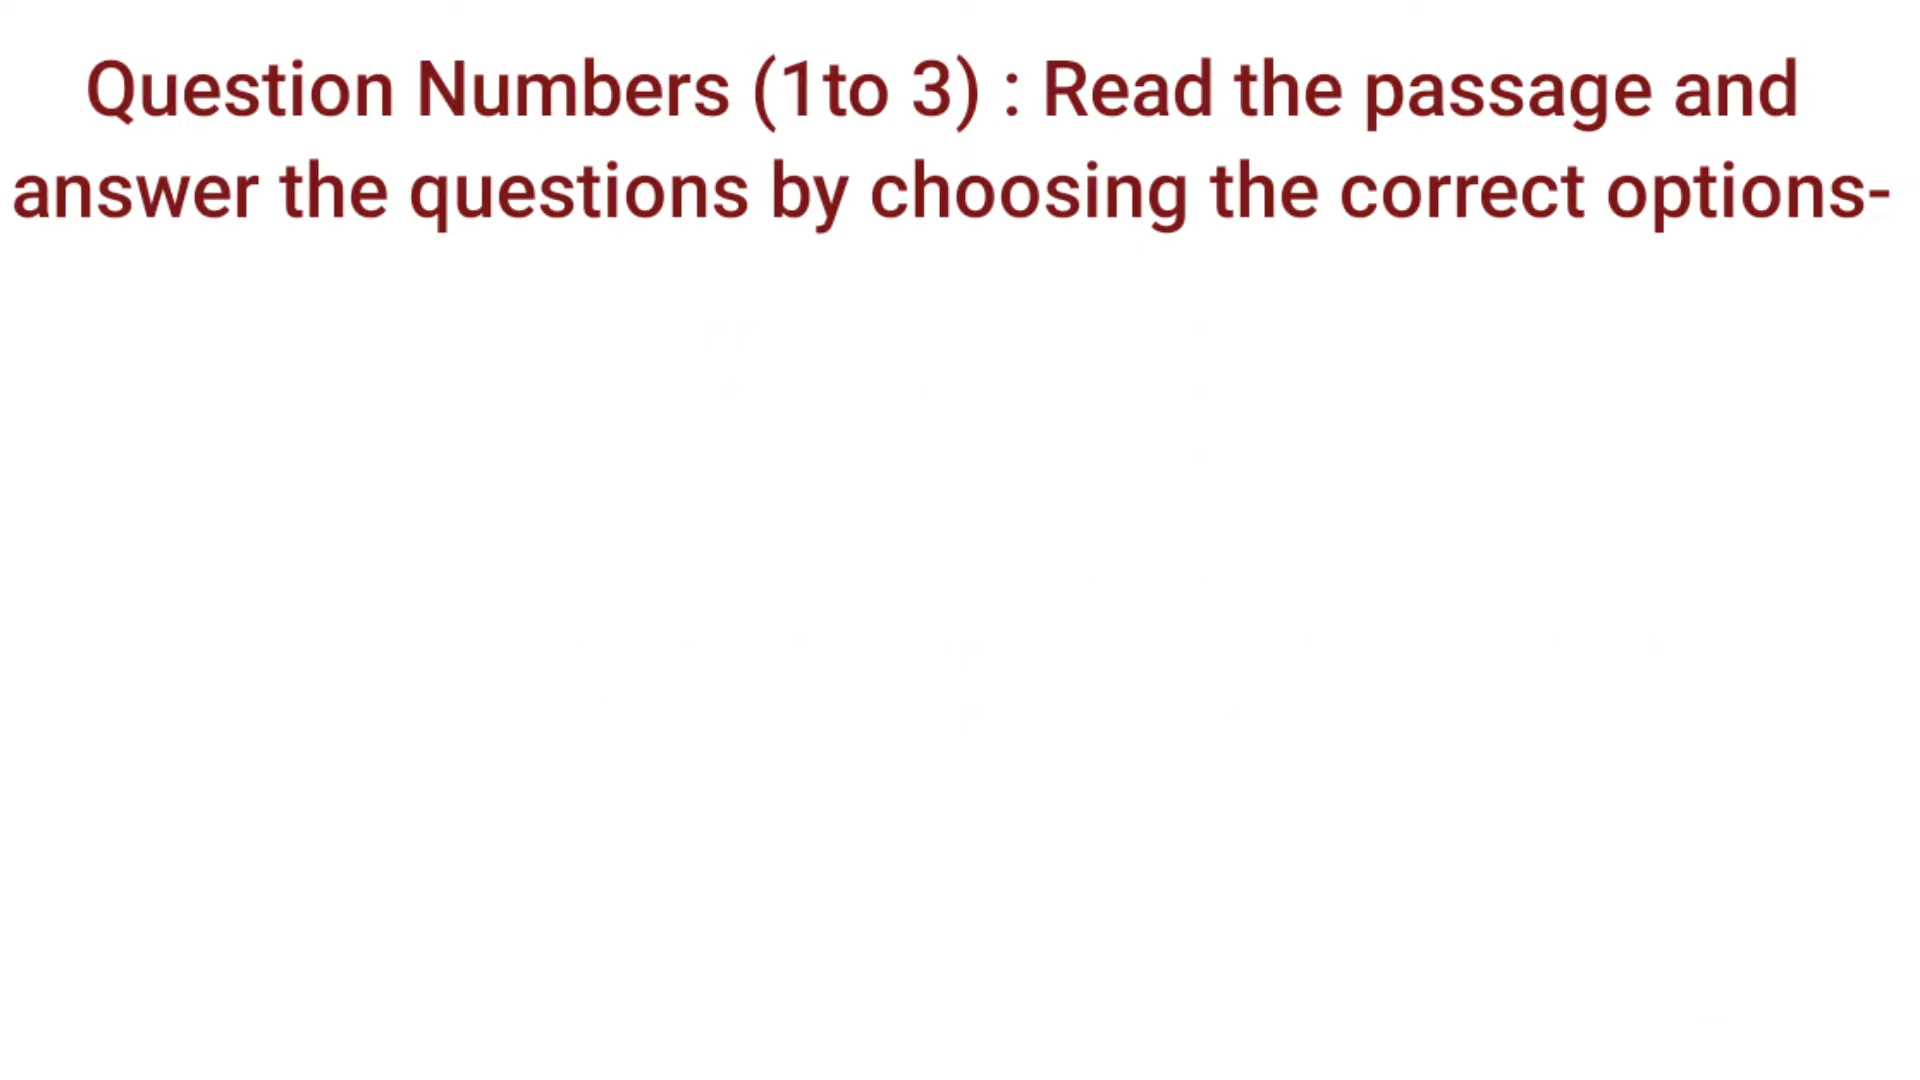 Question Numbers (1to 3) : Read the passage and
answer the questions by choosing the correct options-